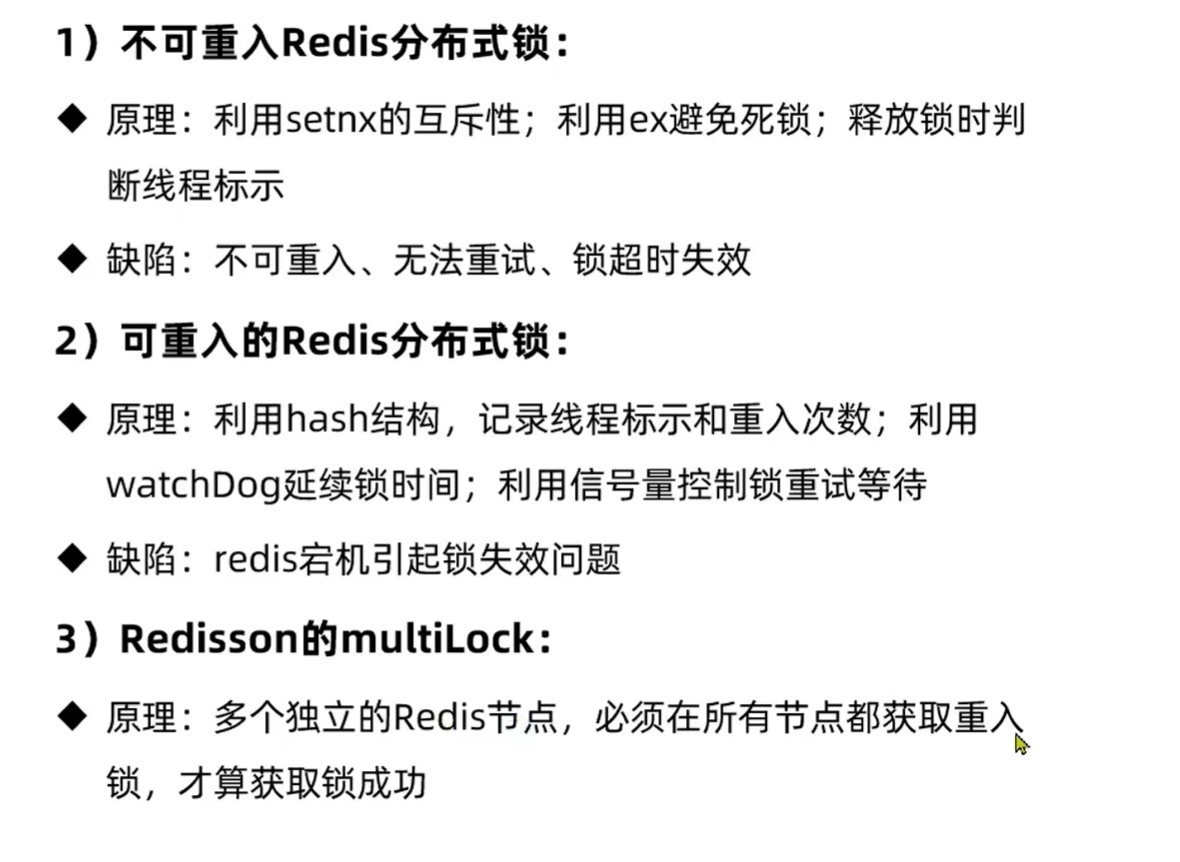 1）不可重入Redis分布式锁：
◆ 原理：利用setnx的互斥性；利用ex避免死锁；释放锁时判
断线程标示
◆ 缺陷：不可重入、无法重试、锁超时失效
2）可重入的Redis分布式锁：
◆ 原理：利用hash结构，记录线程标示和重入次数；利用
watchDog延续锁时间；利用信号量控制锁重试等待
◆ 缺陷：redis宕机引起锁失效问题
3）Redisson的multiLock：
◆ 原理：多个独立的Redis节点，必须在所有节点都获取重入
锁，才算获取锁成功